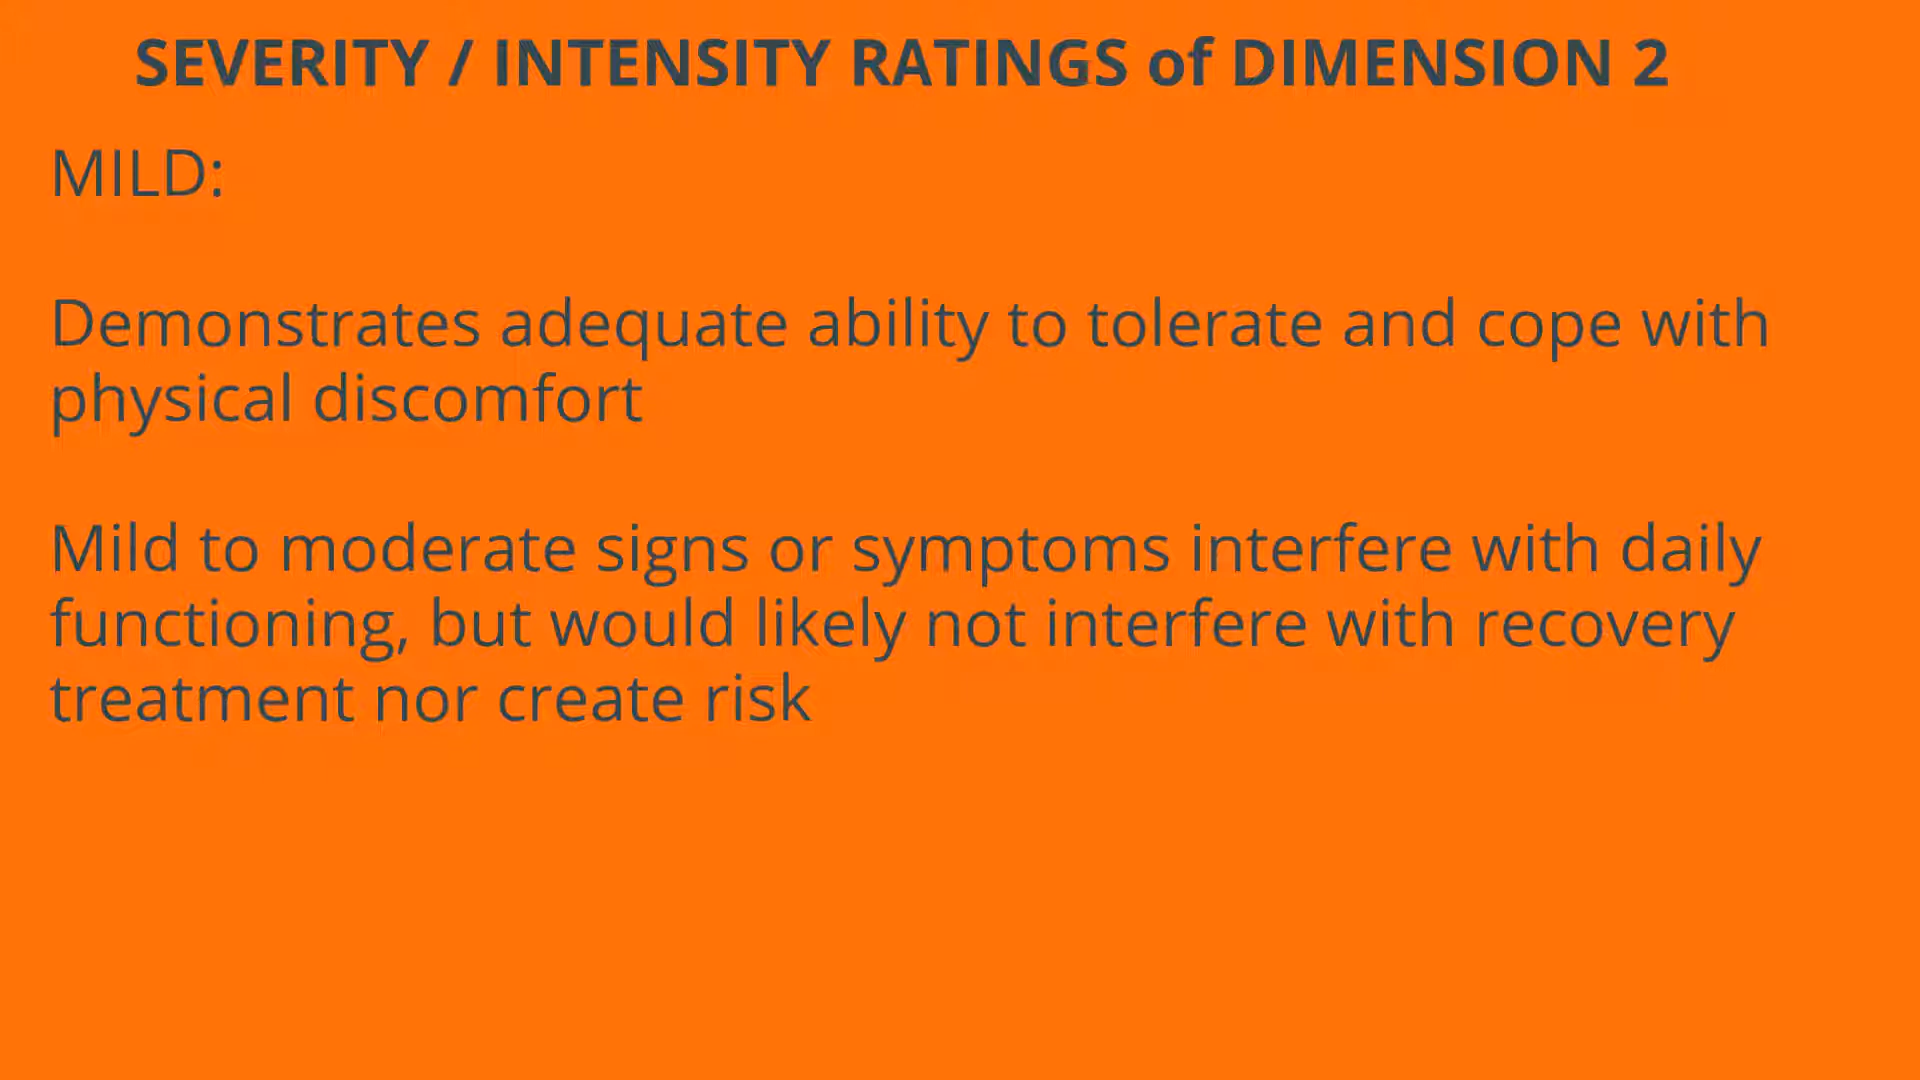 SEVERITY / INTENSITY RATINGS of DIMENSION 2
MILD:
Demonstrates adequate ability to tolerate and cope with
physical discomfort
Mild to moderate signs or symptoms interfere with daily
functioning, but would likely not interfere with recovery
treatment nor create risk